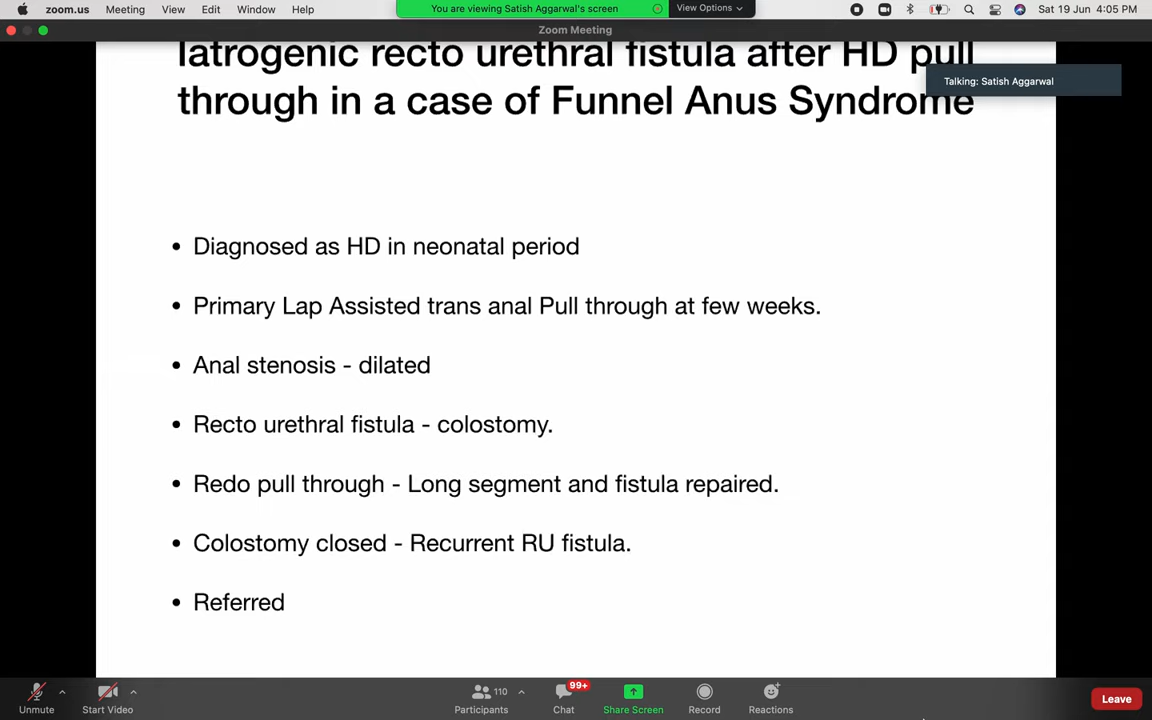 zoom.us Meeting View Edit Window Help
You are viewing Satish Aggarwal's screen
View Options
Sat 19 Jun 4:05 PM
Zoom Meeting
Iatrogenic recto urethral fistula after HD pull
through in a case of Funnel Anus Syndrome
Talking: Satish Aggarwal
• Diagnosed as HD in neonatal period
• Primary Lap Assisted trans anal Pull through at few weeks.
• Anal stenosis - dilated
• Recto urethral fistula - colostomy.
• Redo pull through - Long segment and fistula repaired.
• Colostomy closed - Recurrent RU fistula.
• Referred
Unmute
Start Video
110
Participants
99+
Chat
Share Screen
Record
Reactions
Leave